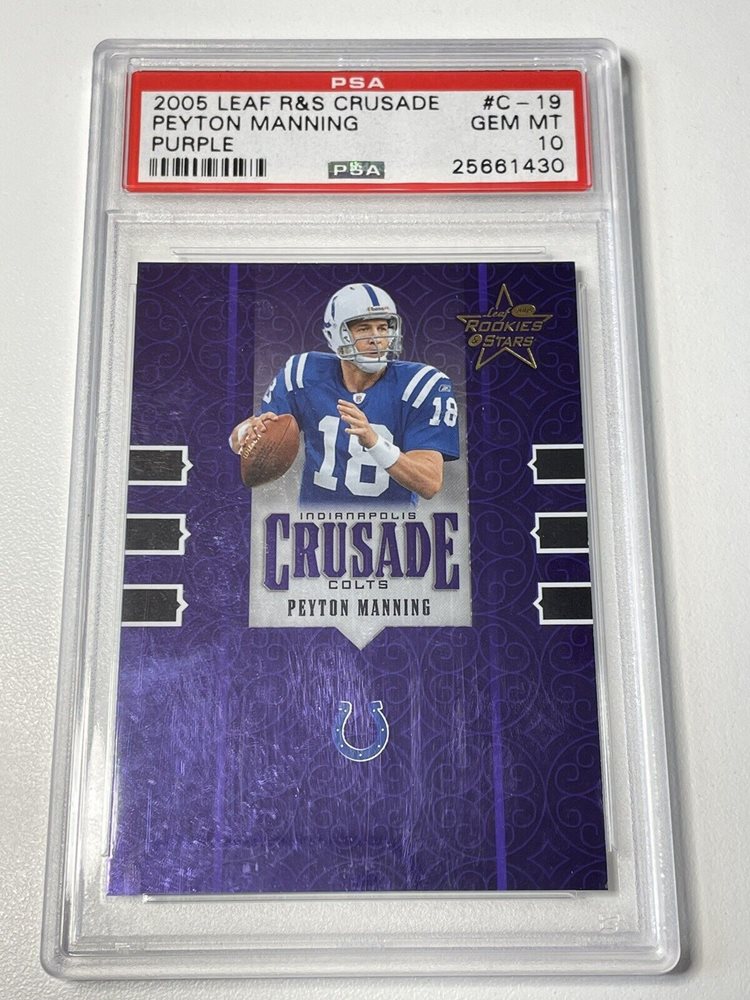 PSA
2005 LEAF R&S CRUSADE #C-19
PEYTON MANNING GEM MT
PURPLE 10
PSA 25661430
Leaf
ROOKIES
& STARS
18
18
INDIANAPOLIS
CRUSADE
COLTS
PEYTON MANNING